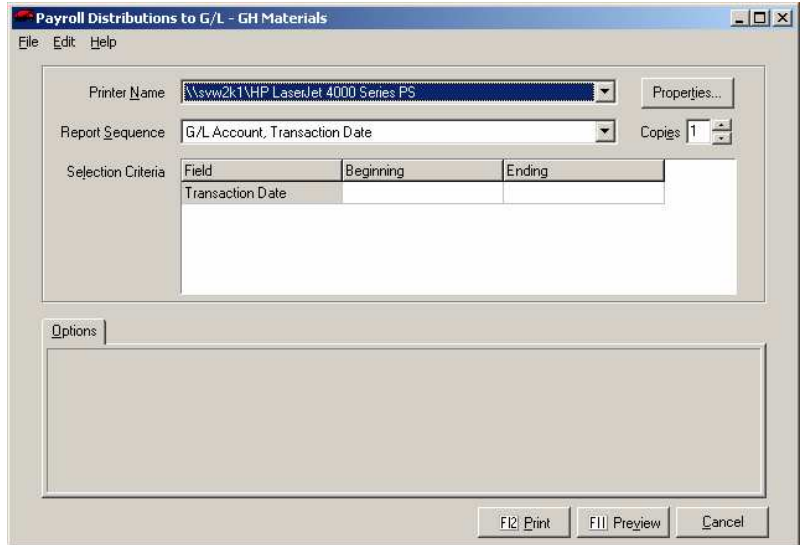 Payroll Distributions to G/L - GH Materials
File Edit Help
Printer Name \\svw2k1\HP LaserJet 4000 Series PS Properties...
Report Sequence G/L Account, Transaction Date Copies 1
Selection Criteria Field Beginning Ending
Transaction Date
Options
F12 Print F11 Preview Cancel